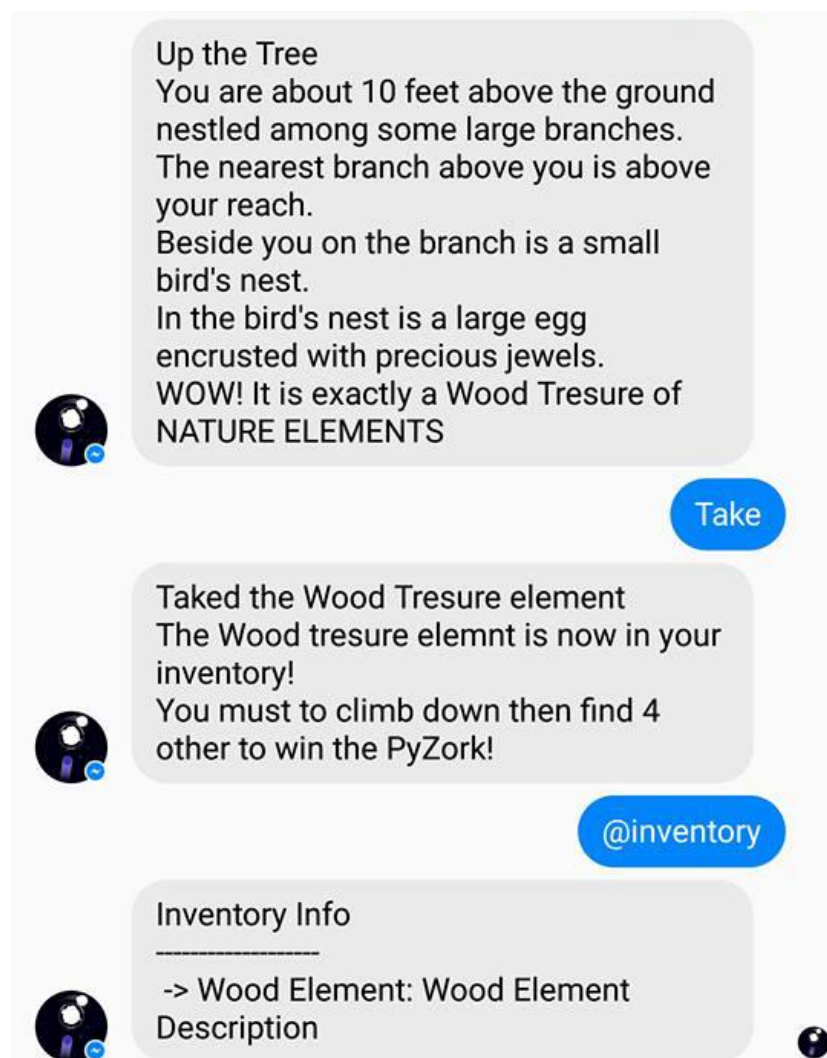 Up the Tree
You are about 10 feet above the ground
nestled among some large branches.
The nearest branch above you is above
your reach.
Beside you on the branch is a small
bird's nest.
In the bird's nest is a large egg
encrusted with precious jewels.
WOW! It is exactly a Wood Tresure of
NATURE ELEMENTS
Take
Taked the Wood Tresure element
The Wood tresure elemnt is now in your
inventory!
You must to climb down then find 4
other to win the PyZork!
@inventory
Inventory Info
-------------------
-> Wood Element: Wood Element
Description